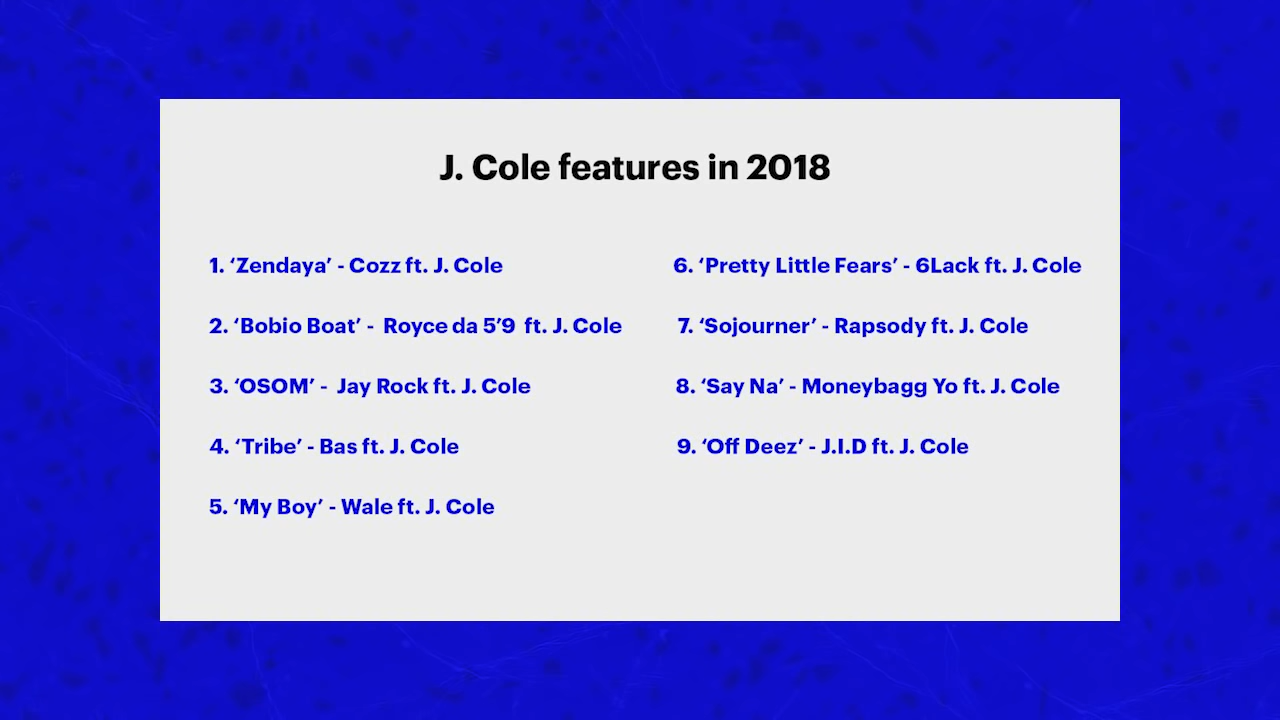 J. Cole features in 2018
1. ‘Zendaya’ - Cozz ft. J. Cole
2. ‘Bobio Boat’ - Royce da 5’9 ft. J. Cole
3. ‘OSOM’ - Jay Rock ft. J. Cole
4. ‘Tribe’ - Bas ft. J. Cole
5. ‘My Boy’ - Wale ft. J. Cole
6. ‘Pretty Little Fears’ - 6Lack ft. J. Cole
7. ‘Sojourner’ - Rapsody ft. J. Cole
8. ‘Say Na’ - Moneybagg Yo ft. J. Cole
9. ‘Off Deez’ - J.I.D ft. J. Cole